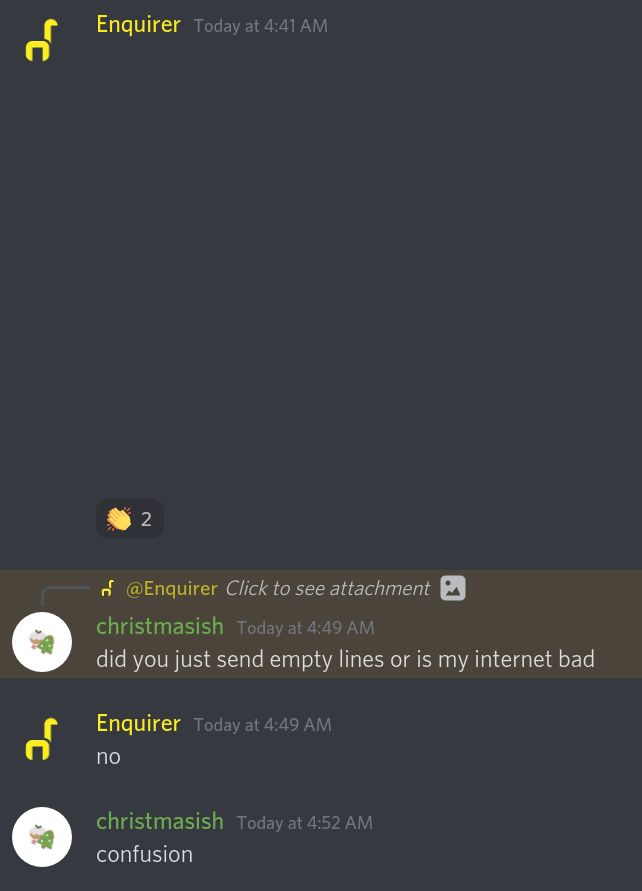 Enquirer Today at 4:41 AM
👏 2
@Enquirer Click to see attachment
christmasish Today at 4:49 AM
did you just send empty lines or is my internet bad
Enquirer Today at 4:49 AM
no
christmasish Today at 4:52 AM
confusion